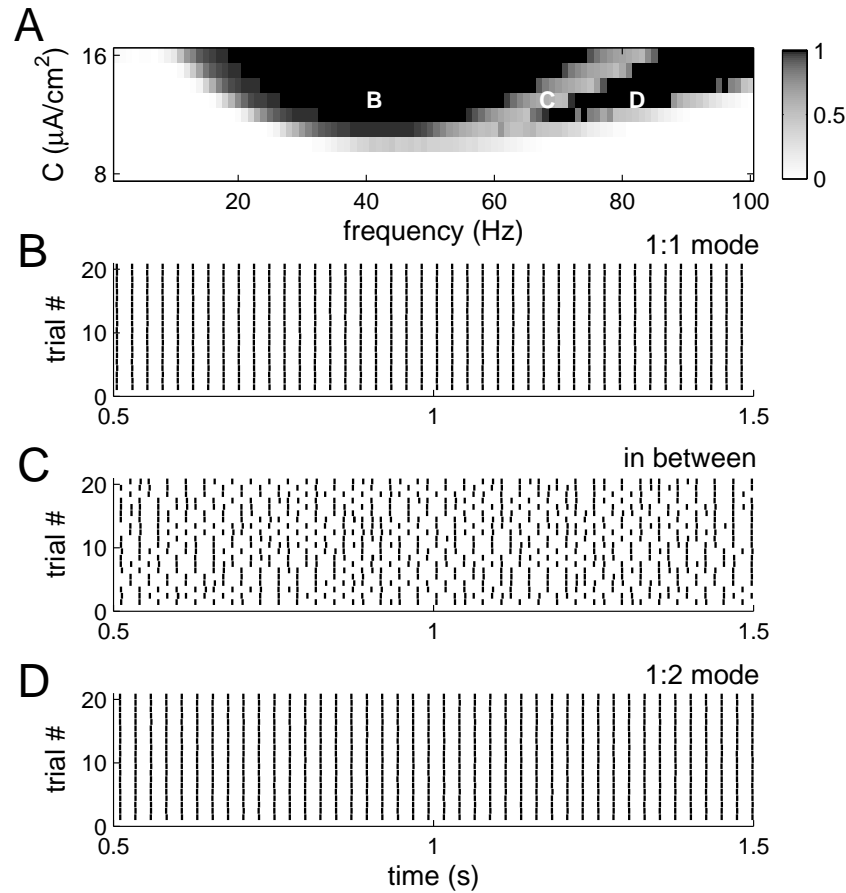 A
C (μA/cm²)
16
8
B
C
D
1
0.5
0
20
40
60
80
100
frequency (Hz)
B
1:1 mode
trial #
20
10
0
0.5
1
1.5
C
in between
trial #
20
10
0
0.5
1
1.5
D
1:2 mode
trial #
20
10
0
0.5
1
1.5
time (s)